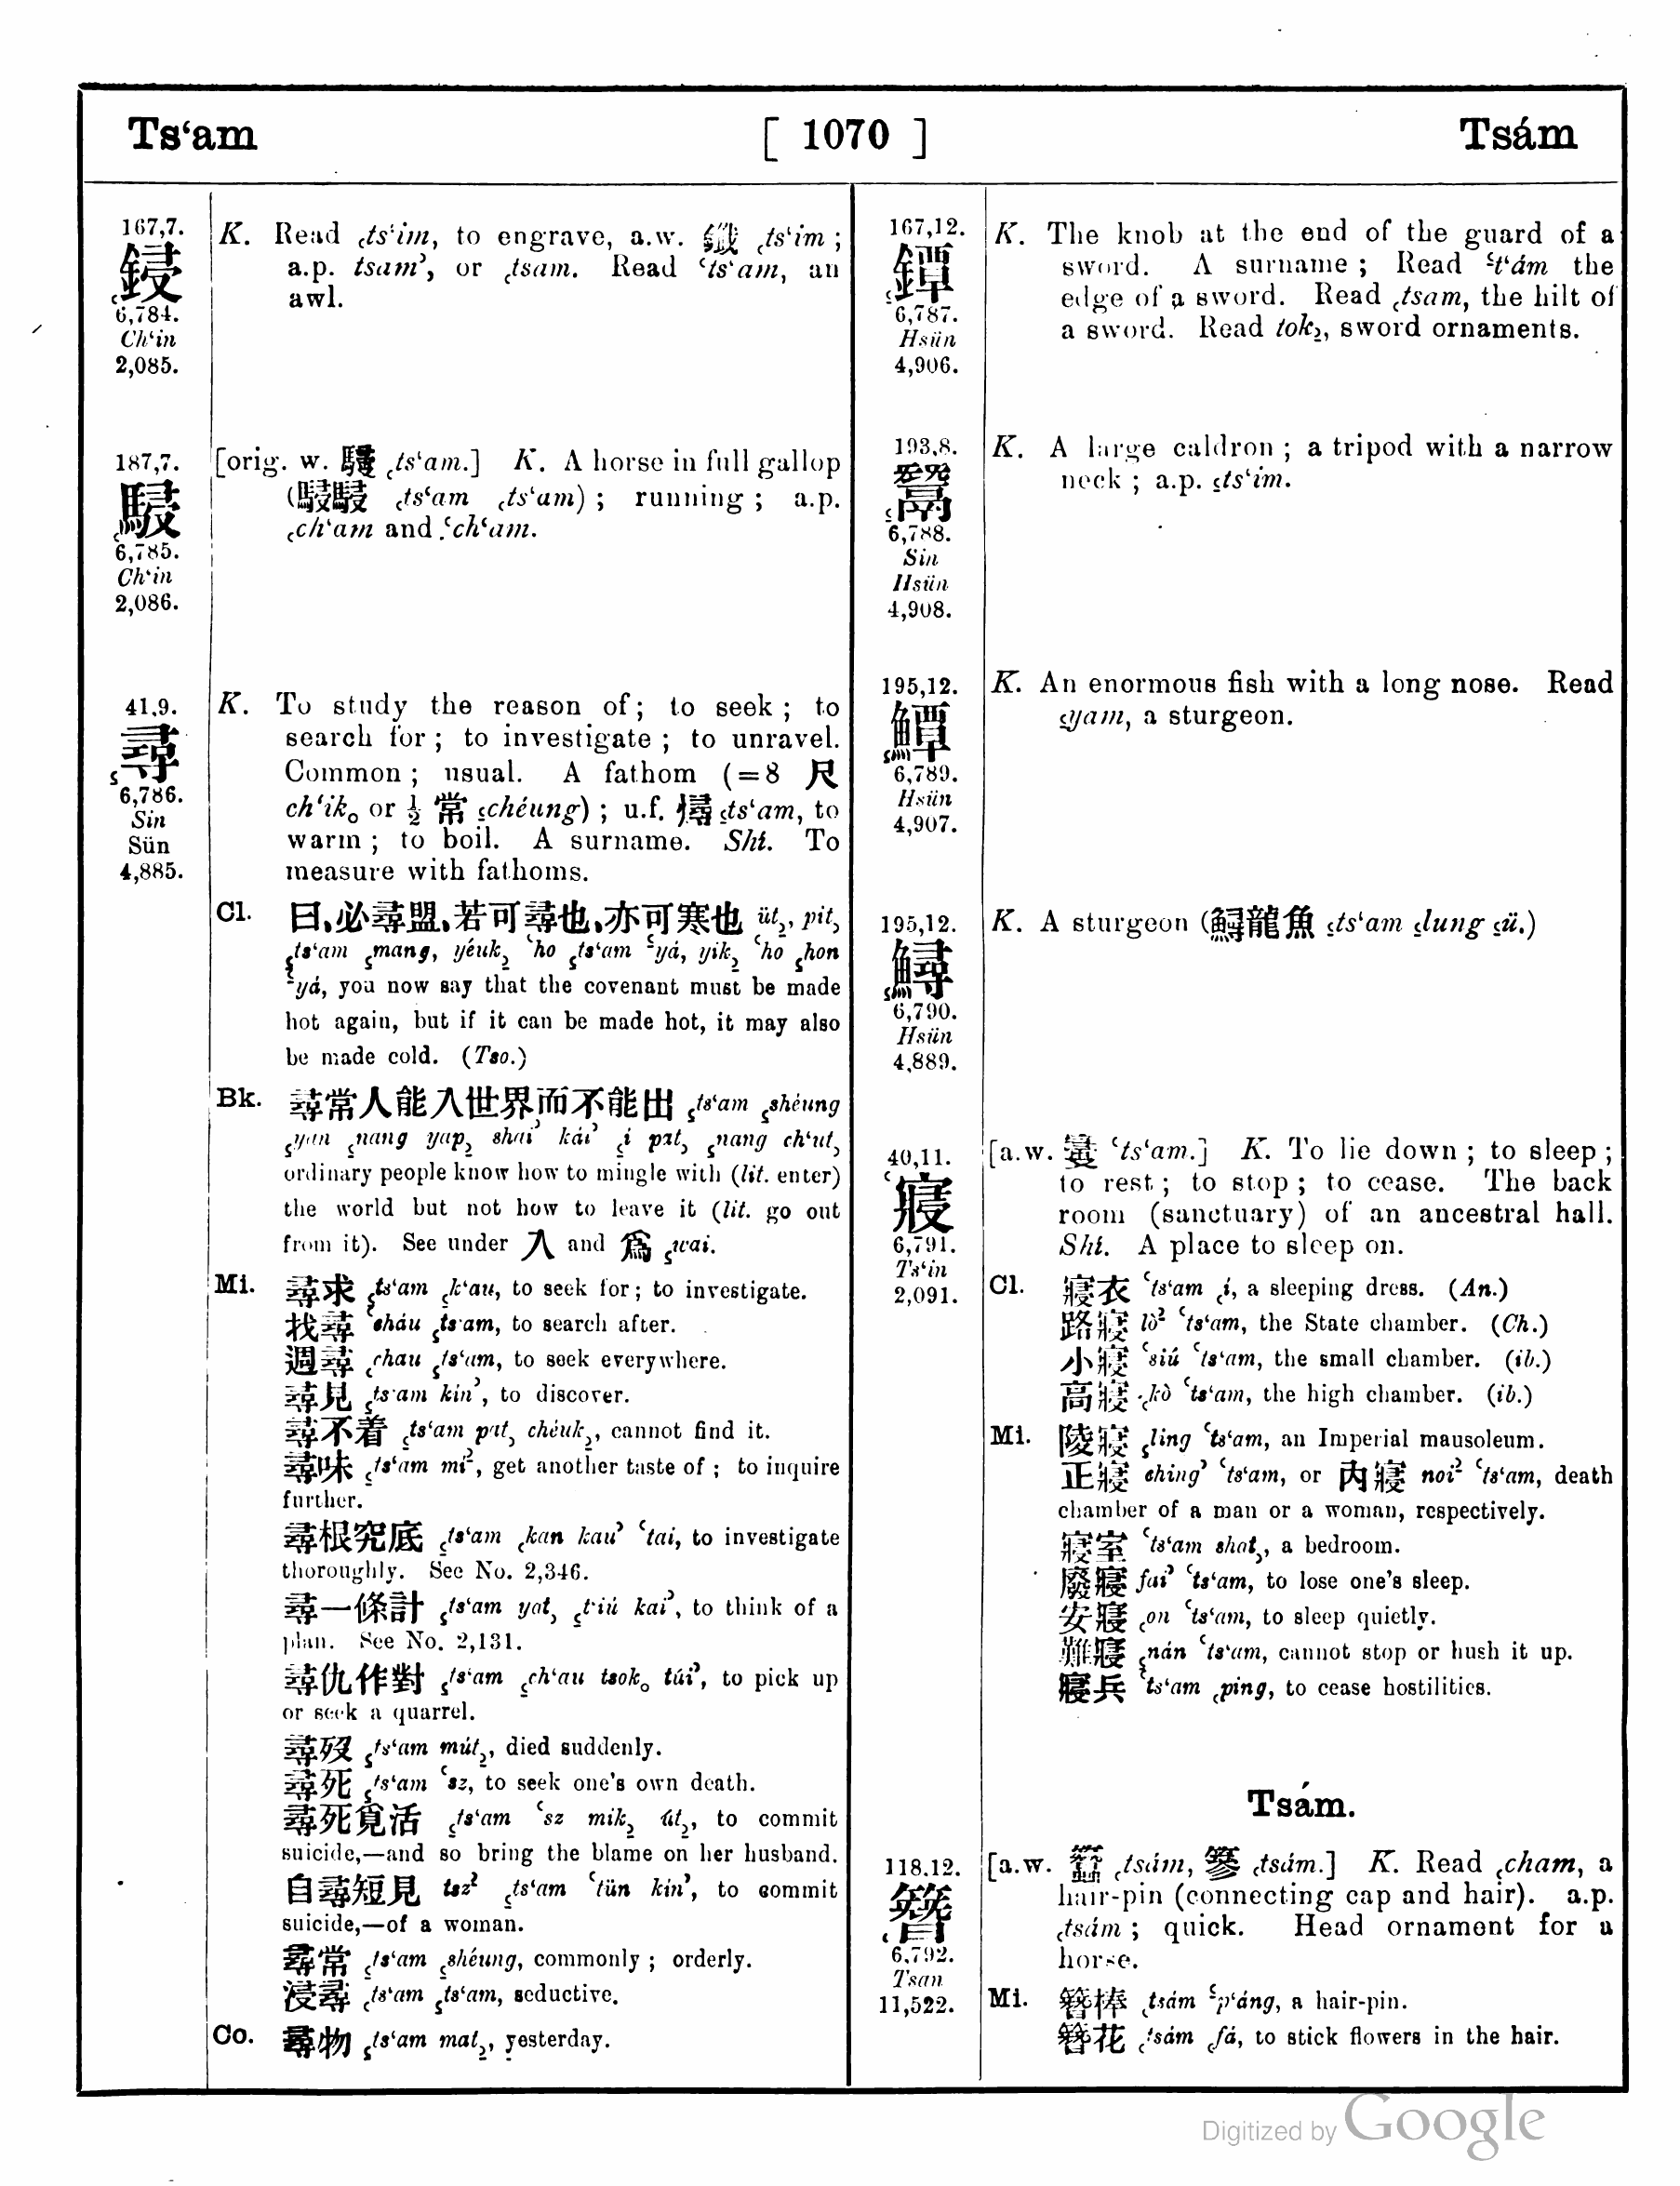 Ts‘am
[ 1070 ]
Tsám
167,7.
鋟
6,784.
Ch‘in
2,085.
K. Read ꜀ts‘im, to engrave, a.w. 鑯 ꜀ts‘im ;
a.p. tsam꜄, or ꜀tsam. Read ꜂ts‘am, an
awl.
187,7.
駸
6,785.
Ch‘in
2,086.
[orig. w. ꜀ts‘am.] K. A horse in full gallop
(駸駸 ꜀ts‘am ꜀ts‘am) ; running ; a.p.
꜀ch‘am and ꜂ch‘am.
41,9.
尋
6,786.
Sin
Sün
4,885.
K. To study the reason of ; to seek ; to
search for ; to investigate ; to unravel.
Common ; usual. A fathom (=8 尺
ch‘ikₒ or ½ 常 ꜁chéung) ; u.f. 燖 ꜁ts‘am, to
warm ; to boil. A surname. Shí. To
measure with fathoms.
Cl. 日,必尋盟,若可尋也,亦可寒也 üt꜇, pit꜆
꜁ts‘am ꜁mang, yéuk꜇ ꜂ho ꜁ts‘am ꜃yá, yik꜇ ꜂ho ꜁hon
꜃yá, you now say that the covenant must be made
hot again, but if it can be made hot, it may also
be made cold. (Tso.)
Bk. 尋常人能入世界而不能出 ꜁ts‘am ꜁shéung
꜁yan ꜁nang yap꜇ shai꜄ kái꜄ ꜁i pat꜆ ꜁nang ch‘ut꜆
ordinary people know how to mingle with (lit. enter)
the world but not how to leave it (lit. go out
from it). See under 入 and 爲 ꜁wai.
Mi. 尋求 ꜁ts‘am ꜁k‘au, to seek for ; to investigate.
找尋 ꜂cháu ꜁ts‘am, to search after.
週尋 ꜀chau ꜁ts‘am, to seek everywhere.
尋見 ꜁ts‘am kin꜄, to discover.
尋不着 ꜁ts‘am pat꜆ chéuk꜇, cannot find it.
尋味 ꜁ts‘am mí꜅, get another taste of ; to inquire
further.
尋根究底 ꜁ts‘am ꜀kan kau꜄ ꜂tai, to investigate
thoroughly. See No. 2,346.
尋一條計 ꜁ts‘am yat꜆ ꜁t‘iú kai꜄, to think of a
plan. See No. 2,131.
尋仇作對 ꜁ts‘am ꜁ch‘au tsokₒ túi꜄, to pick up
or seek a quarrel.
尋歿 ꜁ts‘am mút꜇, died suddenly.
尋死 ꜁ts‘am ꜂sz, to seek one's own death.
尋死覓活 ꜁ts‘am ꜂sz mik꜇ út꜇, to commit
suicide,—and so bring the blame on her husband.
自尋短見 tsz꜅ ꜁ts‘am ꜂tün kin꜄, to commit
suicide,—of a woman.
尋常 ꜁ts‘am ꜁shéung, commonly ; orderly.
浸尋 ꜀ts‘am ꜁ts‘am, seductive.
Co. 尋物 ꜁ts‘am mat꜇, yesterday.
167,12.
鐔
6,787.
Hsün
4,906.
K. The knob at the end of the guard of a
sword. A surname ; Read ꜃t‘ám the
edge of a sword. Read ꜀tsam, the hilt of
a sword. Read tok꜇, sword ornaments.
193,8.
鬵
6,788.
Sin
Hsün
4,908.
K. A large caldron ; a tripod with a narrow
neck ; a.p. ꜁ts‘im.
195,12.
鱏
6,789.
Hsün
4,907.
K. An enormous fish with a long nose. Read
꜁yam, a sturgeon.
195,12.
鱘
6,790.
Hsün
4,889.
K. A sturgeon (鱘龍魚 ꜁ts‘am ꜁lung ꜁ü.)
40,11.
寢
6,791.
Ts‘in
2,091.
[a.w. ꜂ts‘am.] K. To lie down ; to sleep ;
to rest ; to stop ; to cease. The back
room (sanctuary) of an ancestral hall.
Shí. A place to sleep on.
Cl. 寢衣 ꜂ts‘am ꜀í, a sleeping dress. (An.)
路寢 lò꜅ ꜂ts‘am, the State chamber. (Ch.)
小寢 ꜂siú ꜂ts‘am, the small chamber. (ib.)
高寢 ꜀kò ꜂ts‘am, the high chamber. (ib.)
Mi. 陵寢 ꜁ling ꜂ts‘am, an Imperial mausoleum.
正寢 ching꜄ ꜂ts‘am, or 內寢 noi꜅ ꜂ts‘am, death
chamber of a man or a woman, respectively.
寢室 ꜂ts‘am shat꜆, a bedroom.
廢寢 fai꜄ ꜂ts‘am, to lose one's sleep.
安寢 ꜀on ꜂ts‘am, to sleep quietly.
難寢 ꜁nán ꜂ts‘am, cannot stop or hush it up.
寢兵 ꜂ts‘am ꜀ping, to cease hostilities.
Tsám.
118.12.
簪
6,792.
Tsan
11,522.
[a.w. ꜀tsám, ꜀tsám.] K. Read ꜀cham, a
hair-pin (connecting cap and hair). a.p.
꜀tsám ; quick. Head ornament for a
horse.
Mi. 簪棒 ꜀tsám ꜃p‘áng, a hair-pin.
簪花 ꜀tsám ꜀fá, to stick flowers in the hair.
Digitized by Google